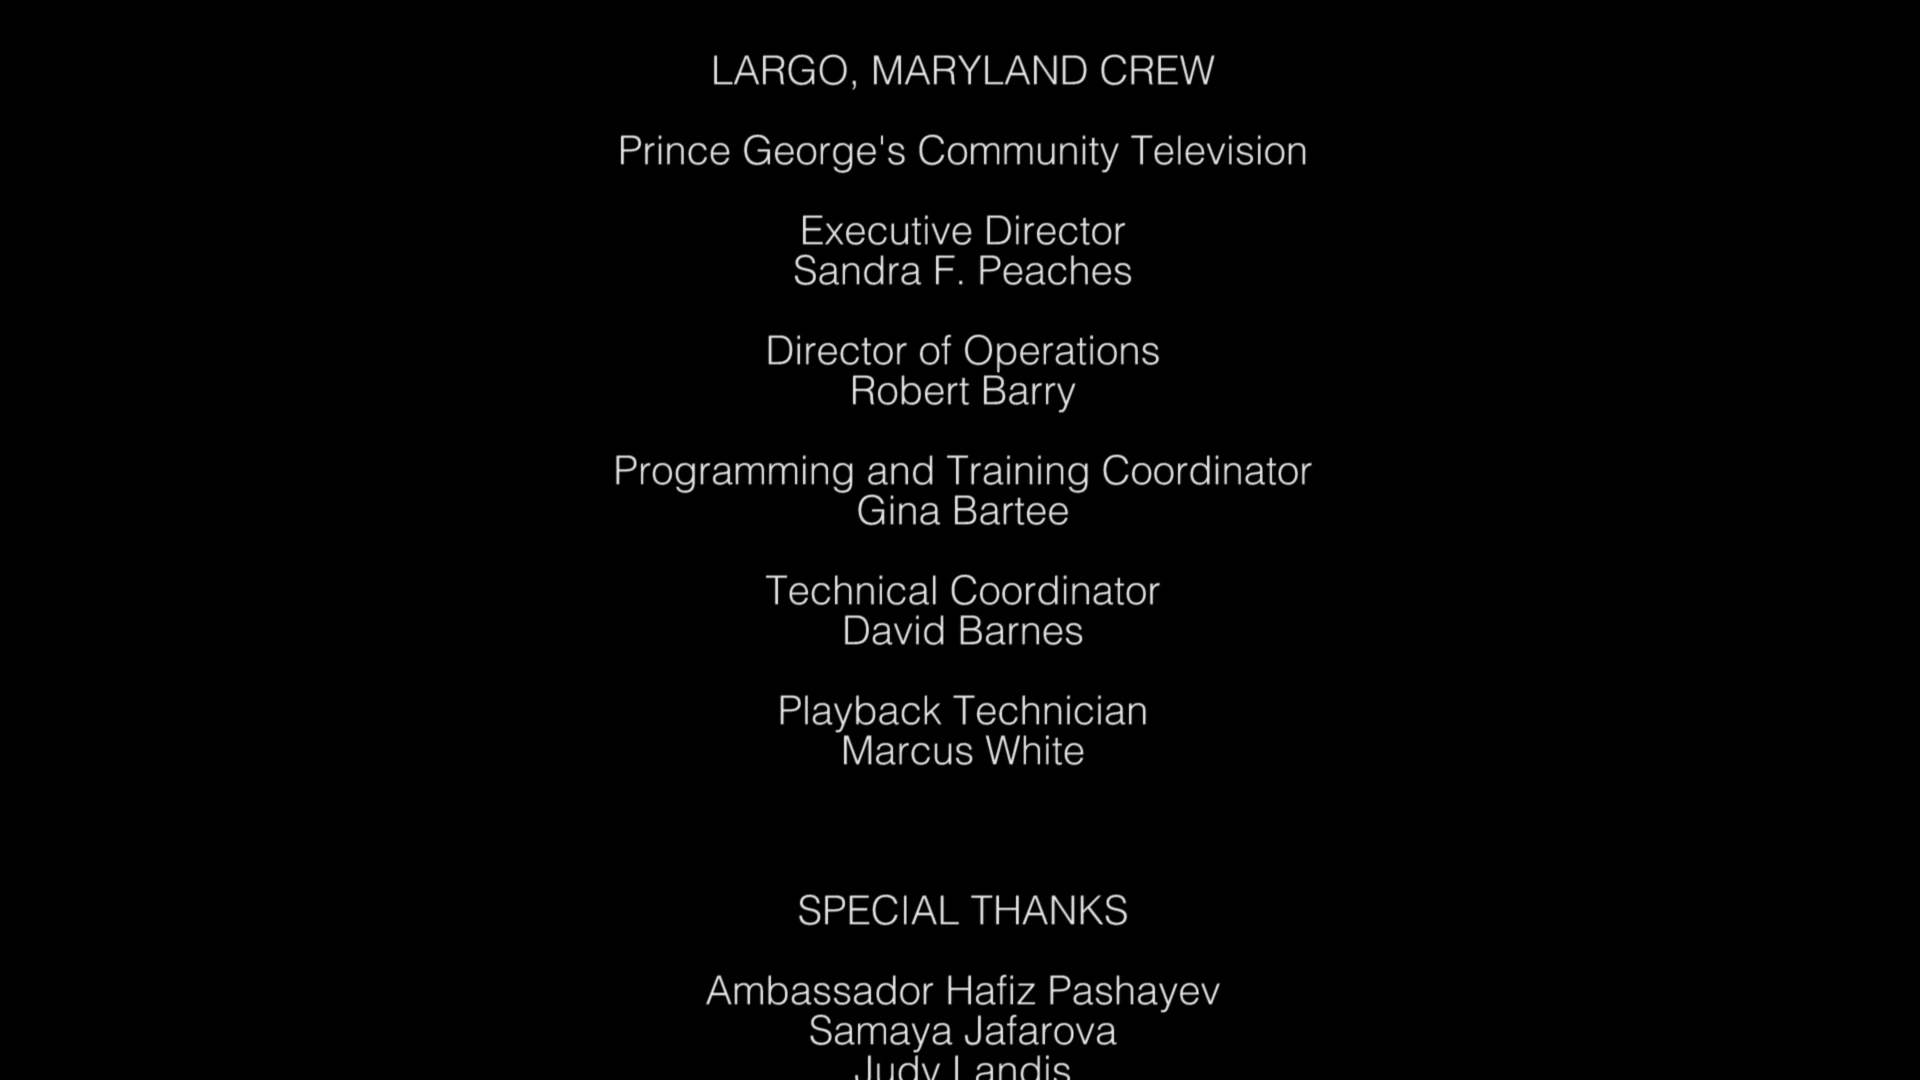 LARGO, MARYLAND CREW
Prince George's Community Television
Executive Director
Sandra F. Peaches
Director of Operations
Robert Barry
Programming and Training Coordinator
Gina Bartee
Technical Coordinator
David Barnes
Playback Technician
Marcus White
SPECIAL THANKS
Ambassador Hafiz Pashayev
Samaya Jafarova
Judy Landis